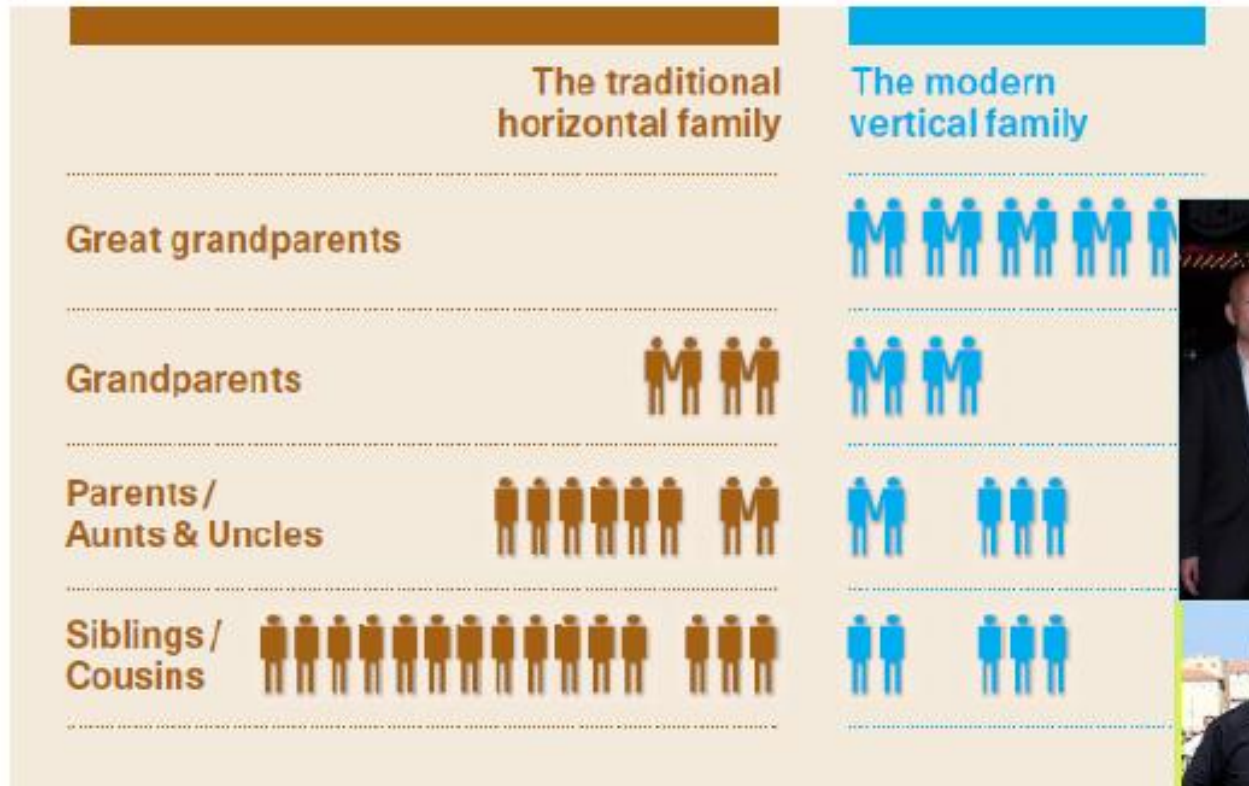 The traditional
horizontal family
The modern
vertical family
Great grandparents
Grandparents
Parents /
Aunts & Uncles
Siblings /
Cousins